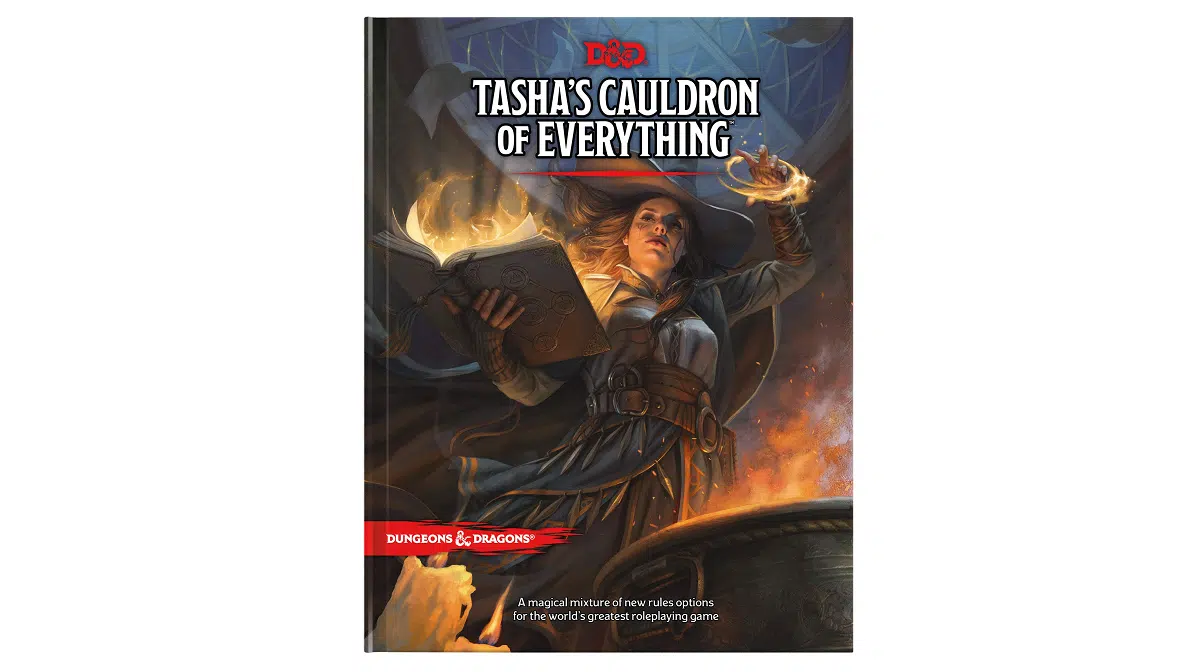 D&D
TASHA'S CAULDRON
OF EVERYTHING™
DUNGEONS & DRAGONS®
A magical mixture of new rules options
for the world's greatest roleplaying game